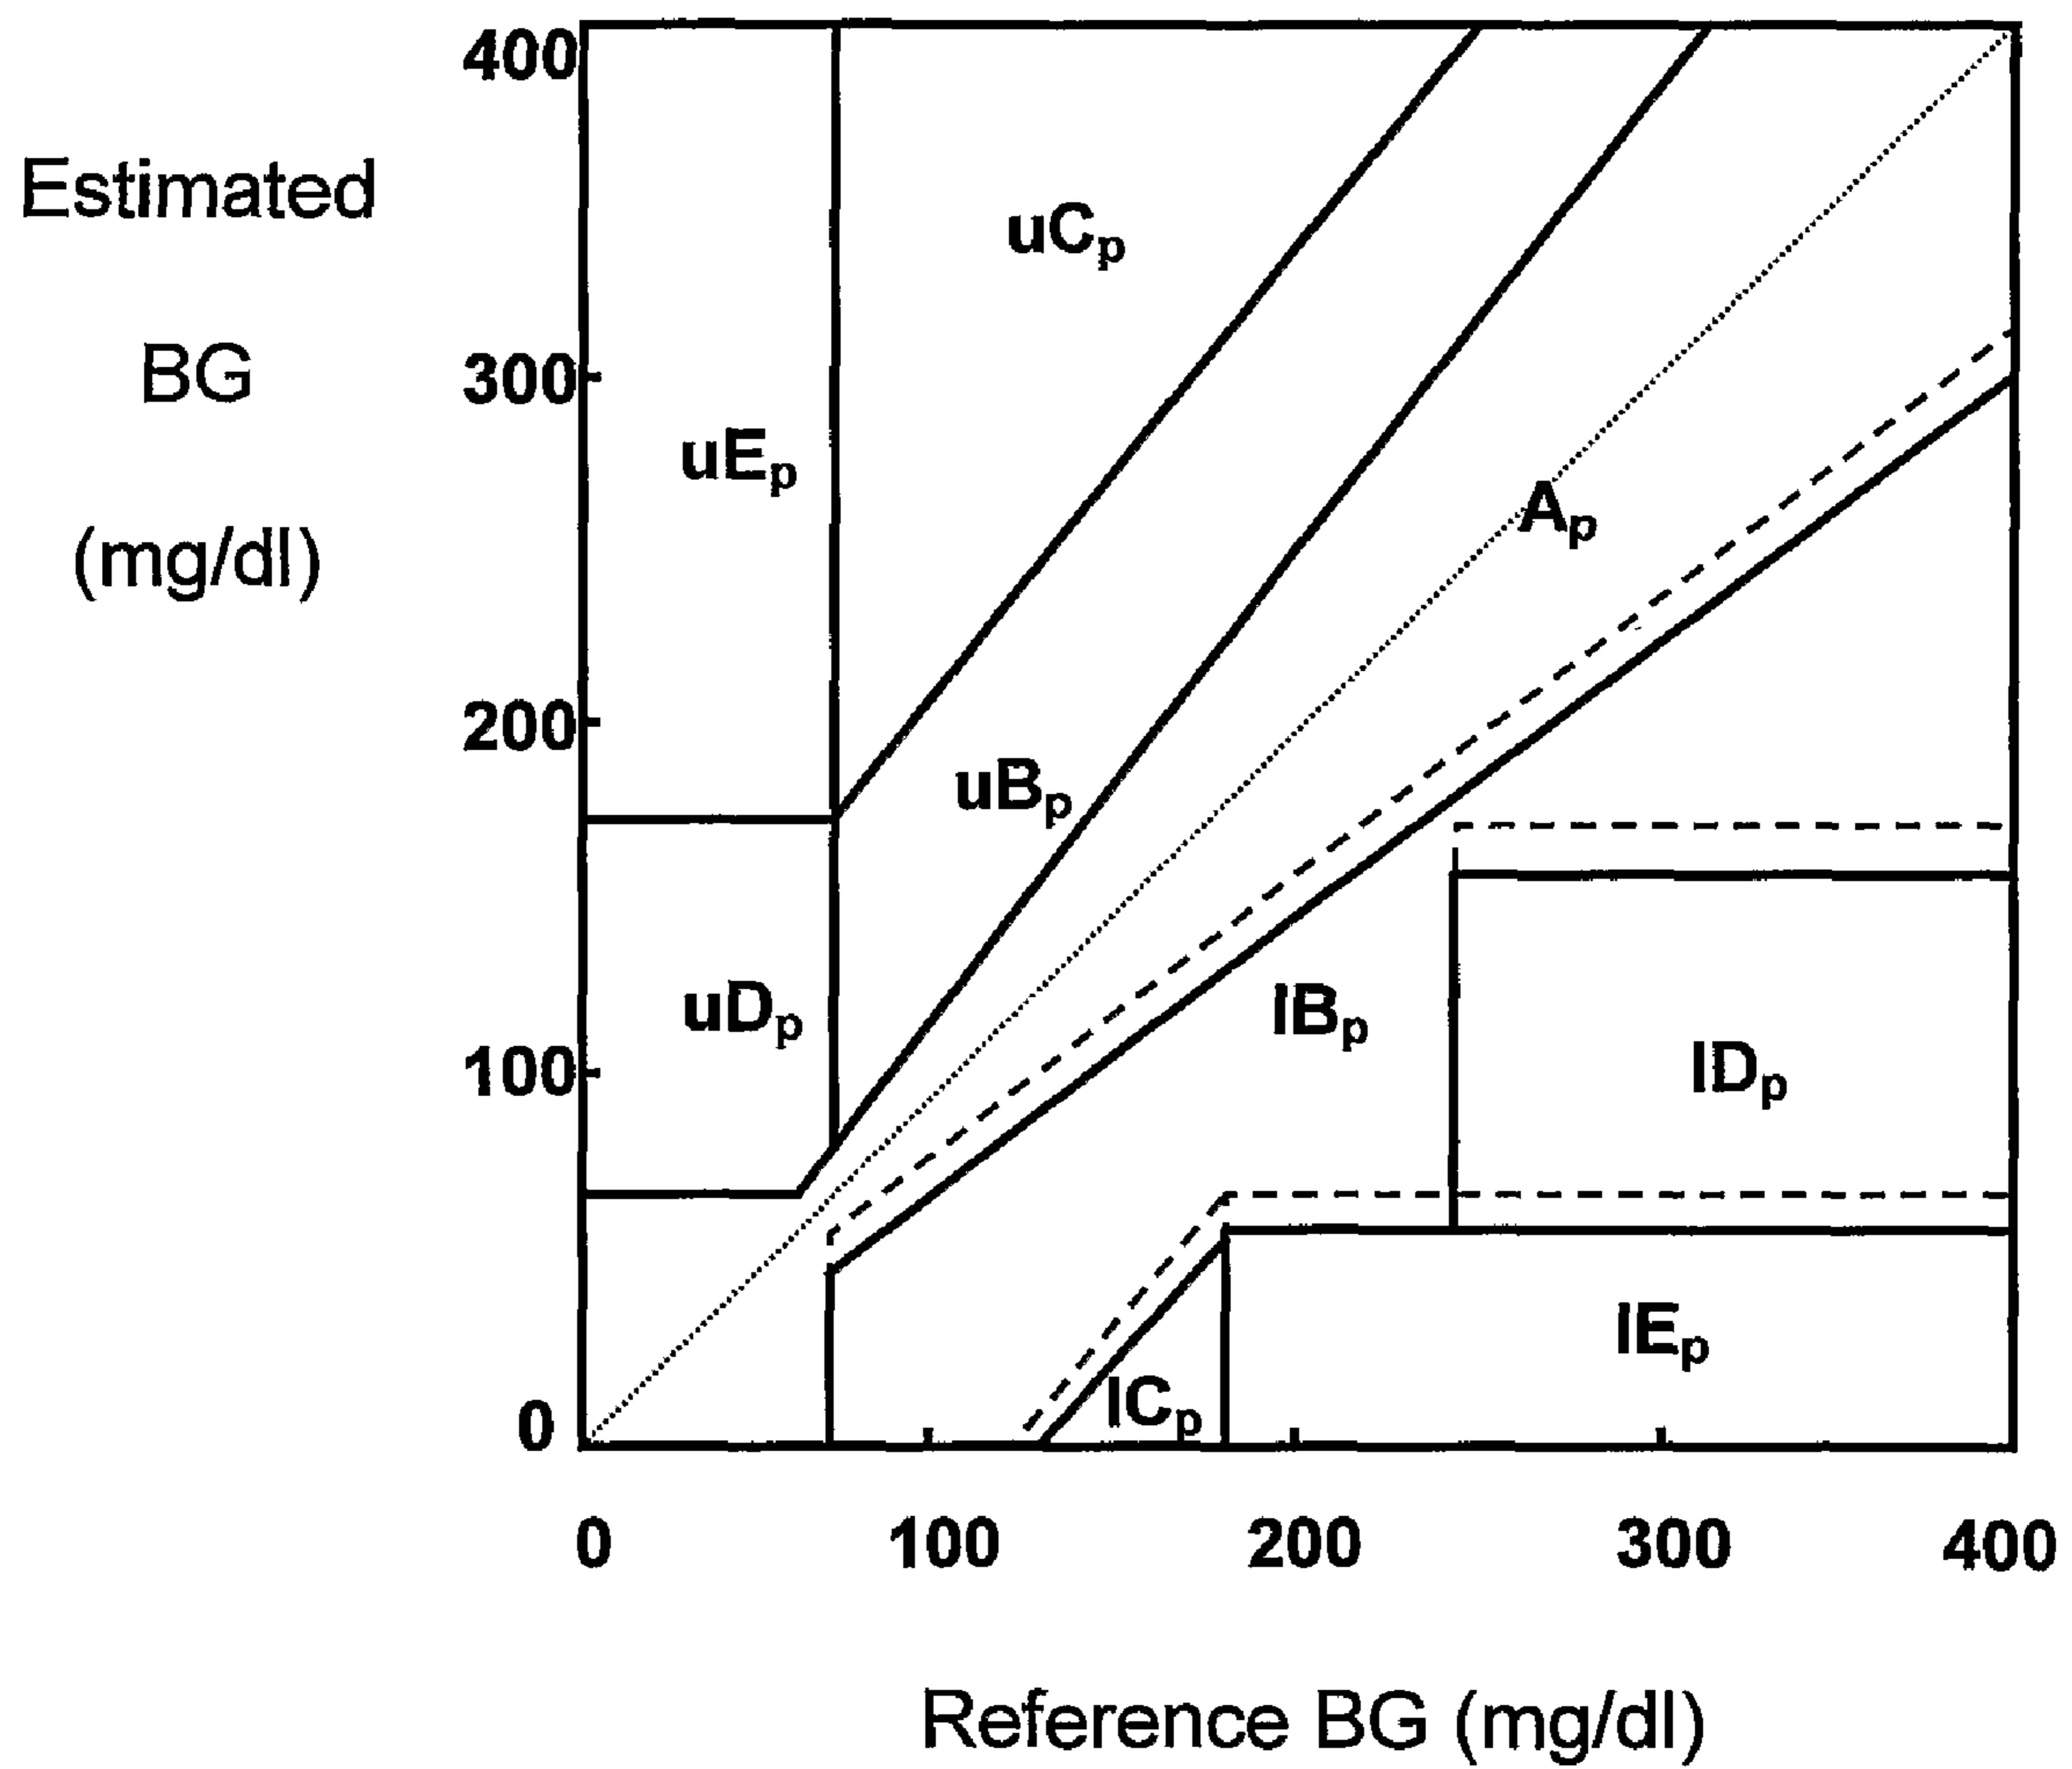 400
Estimated
uCp
300
BG
uEp
Ap
(mg/dl)
200
uBp
uDp
lBp
100
lDp
lEp
lCp
0
0 100 200 300 400
Reference BG (mg/dl)